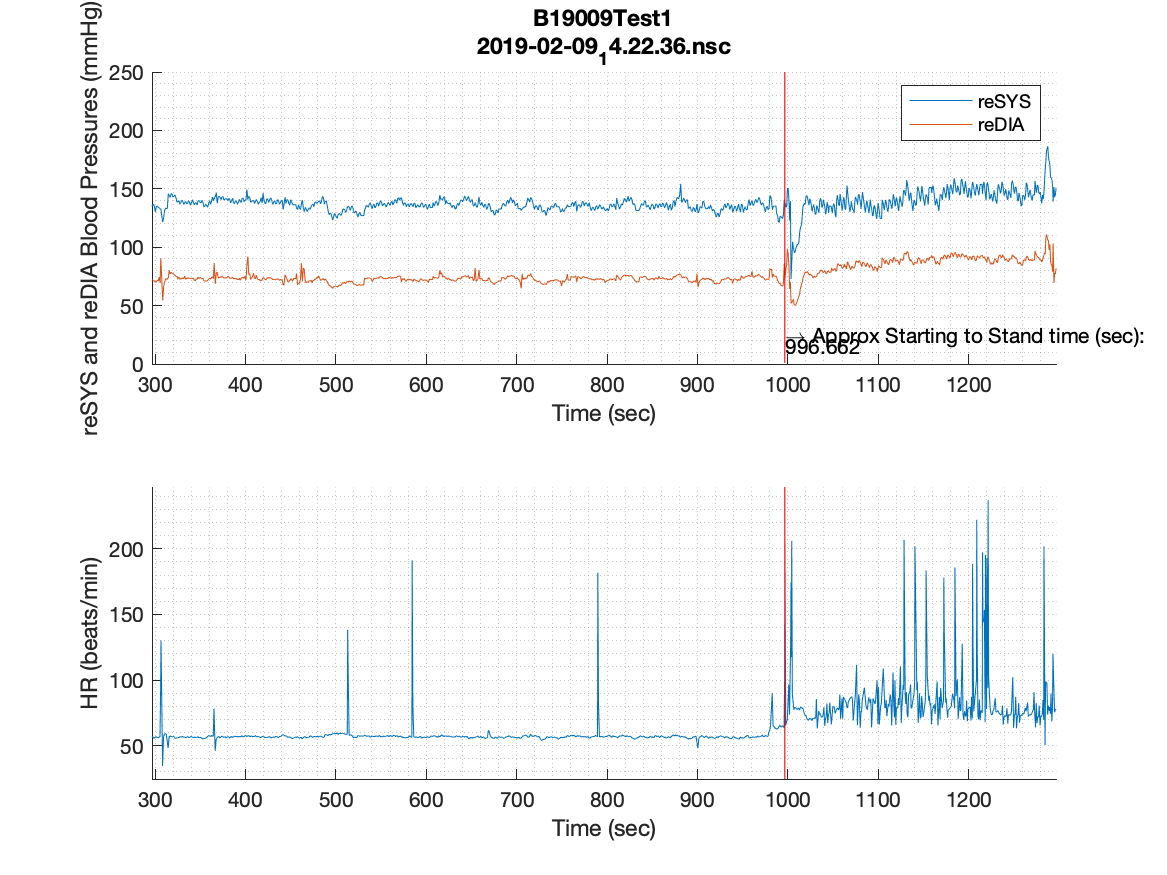 B19009Test1
2019-02-09_14.22.36.nsc
reSYS and reDIA Blood Pressures (mmHg)
250
200
150
100
50
0
reSYS
reDIA
→ Approx Starting to Stand time (sec):
996.662
300 400 500 600 700 800 900 1000 1100 1200
Time (sec)
HR (beats/min)
200
150
100
50
300 400 500 600 700 800 900 1000 1100 1200
Time (sec)